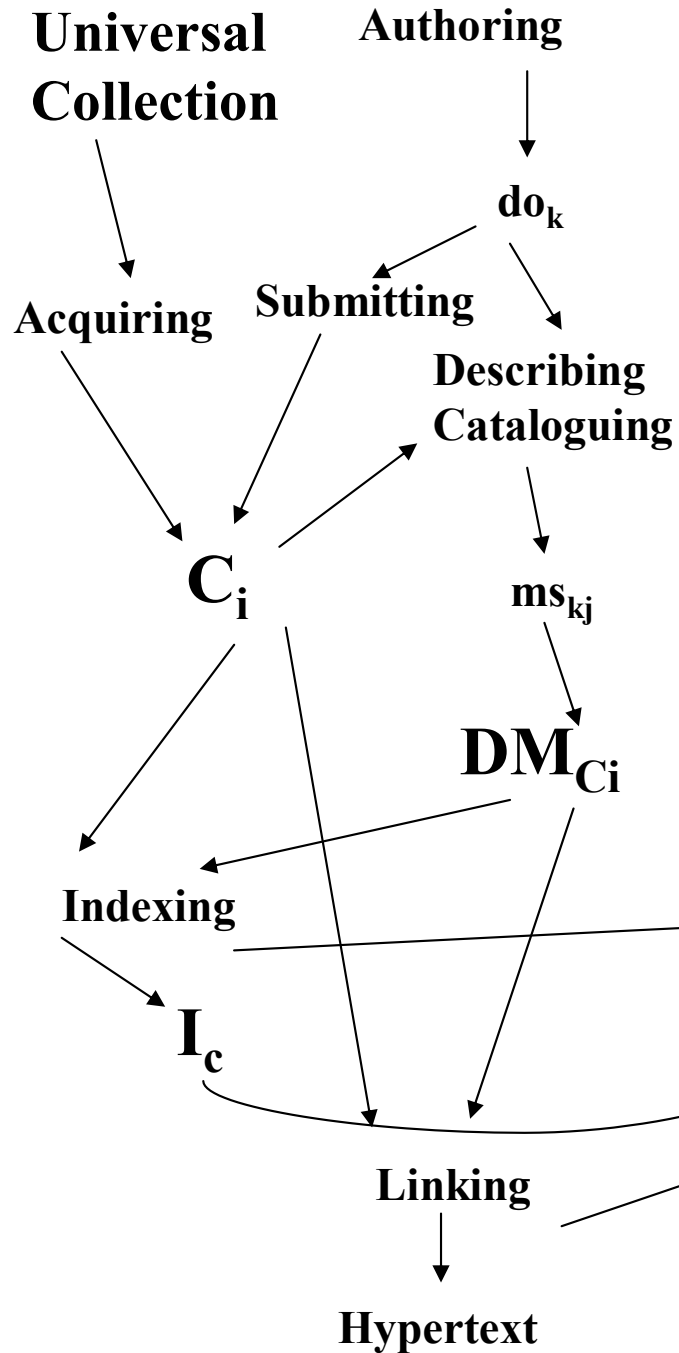 Universal
Collection
Authoring
do_k
Acquiring
Submitting
Describing
Cataloguing
C_i
ms_kj
DM_Ci
Indexing
I_c
Linking
Hypertext